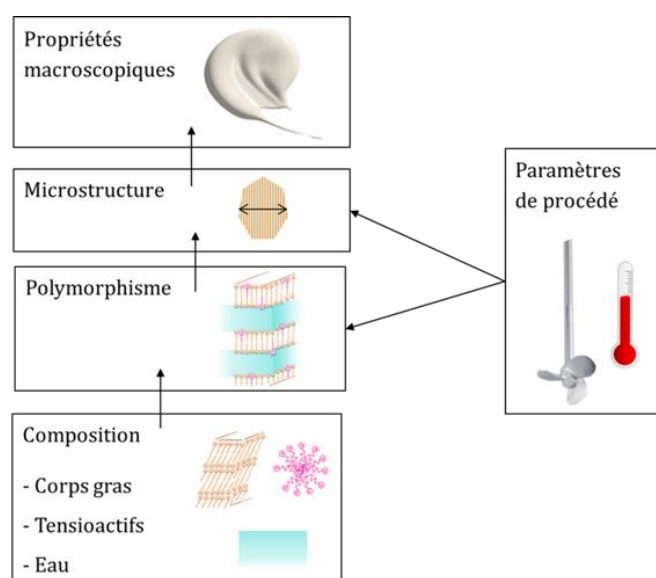 Propriétés
macroscopiques
Microstructure
Polymorphisme
Composition
- Corps gras
- Tensioactifs
- Eau
Paramètres
de procédé